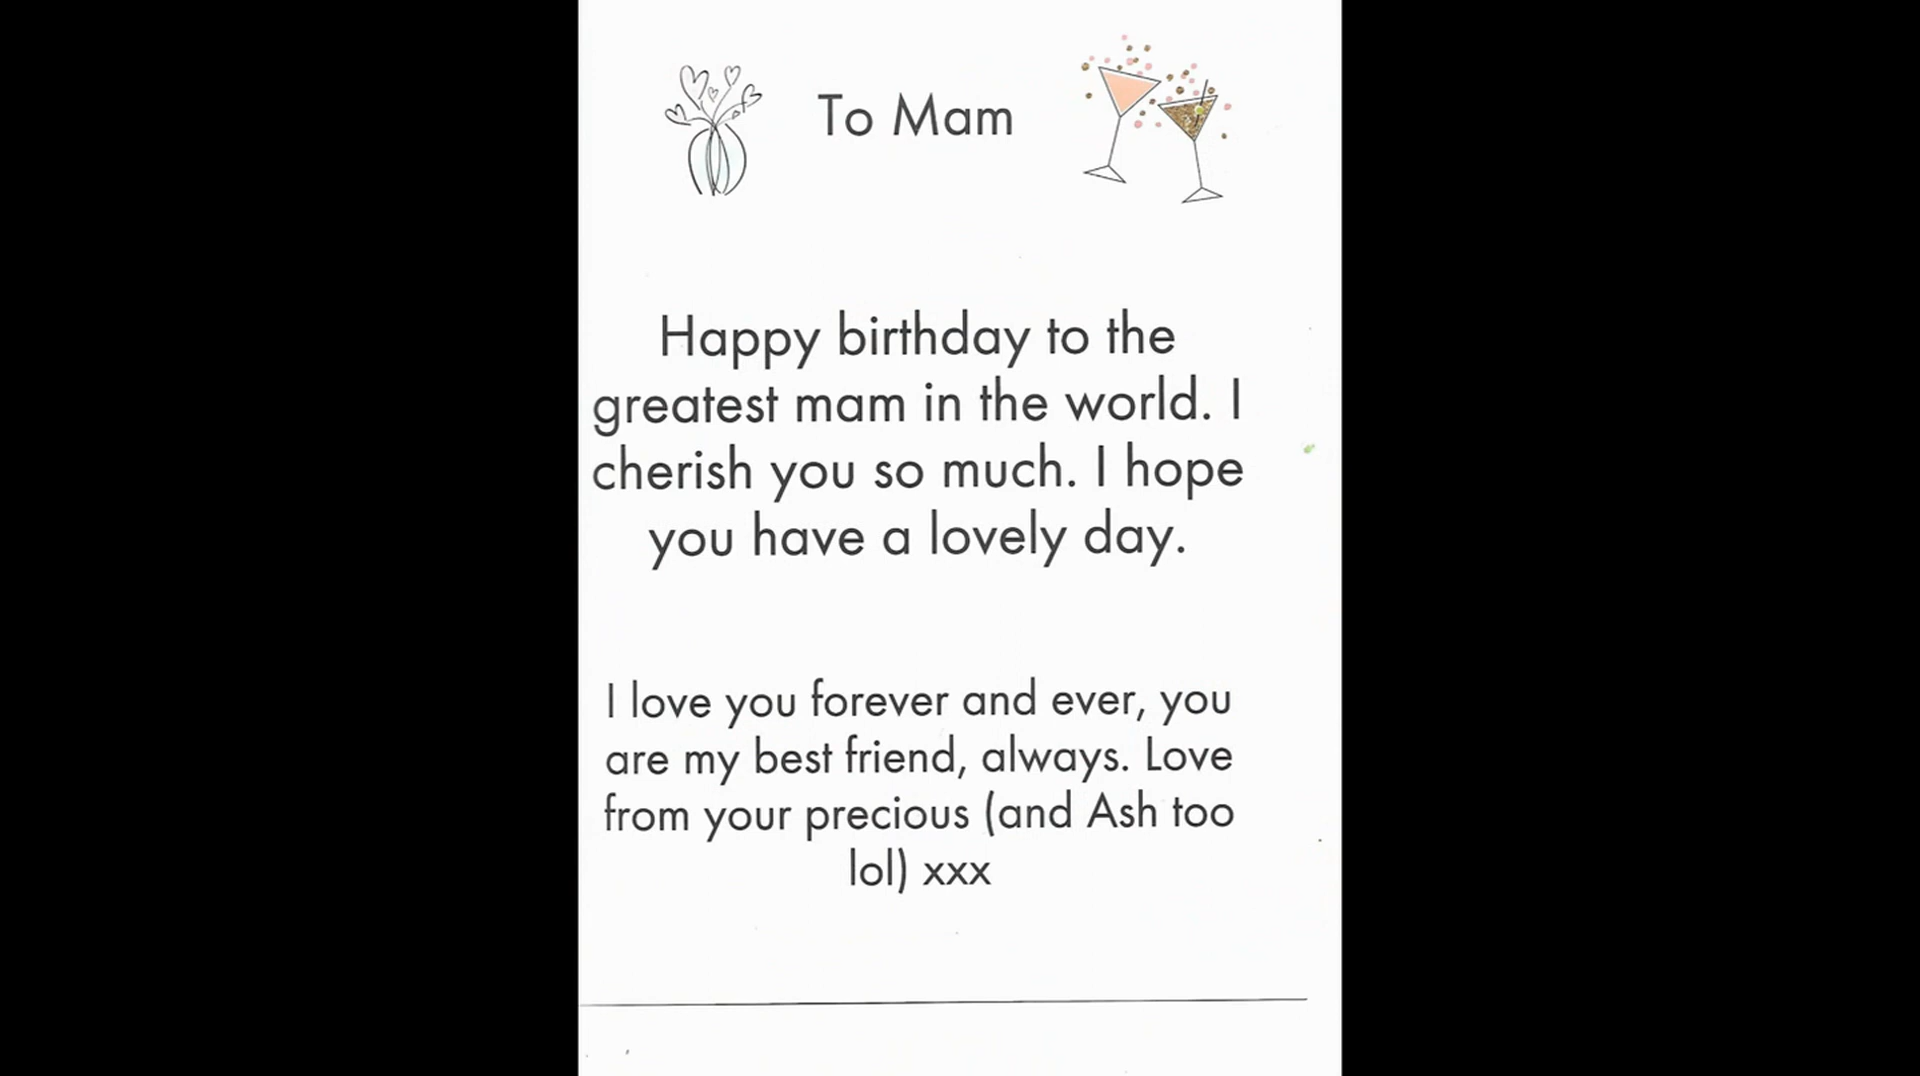 To Mam
Happy birthday to the
greatest mam in the world. I
cherish you so much. I hope
you have a lovely day.
I love you forever and ever, you
are my best friend, always. Love
from your precious (and Ash too
lol) xxx